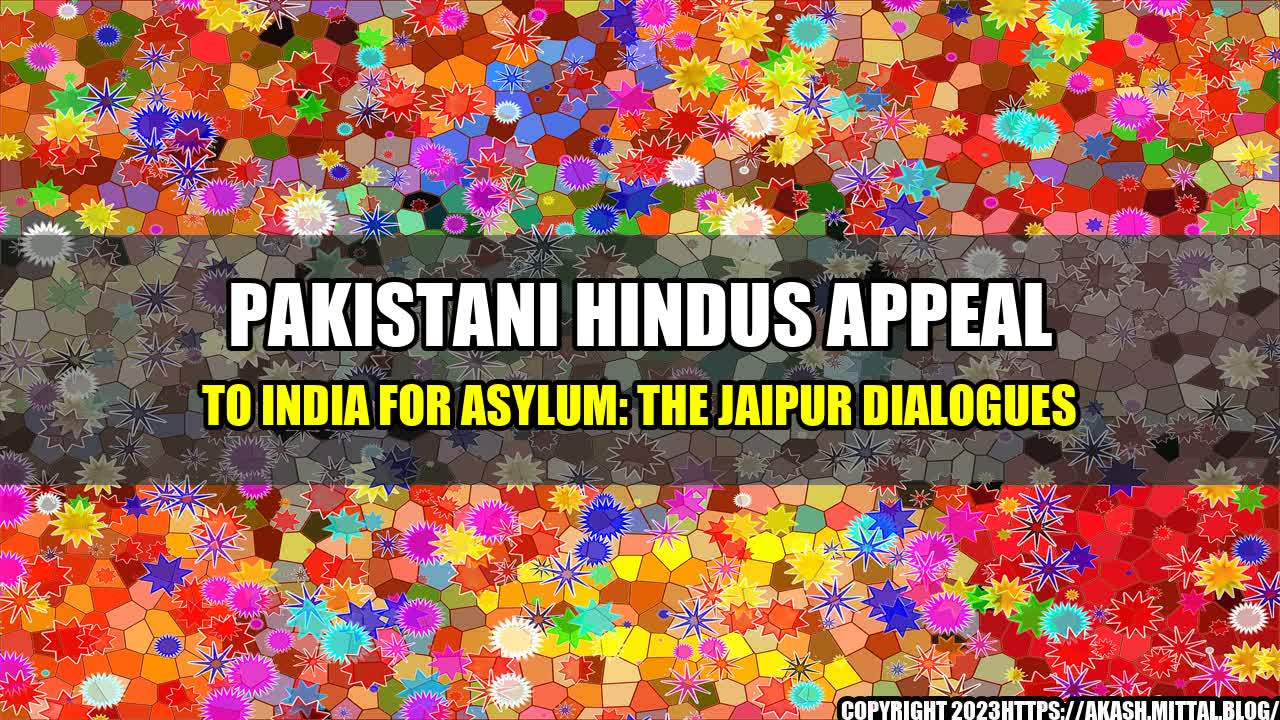 PAKISTANI HINDUS APPEAL
TO INDIA FOR ASYLUM: THE JAIPUR DIALOGUES
COPYRIGHT 2023HTTPS://AKASH.MITTAL.BLOG/